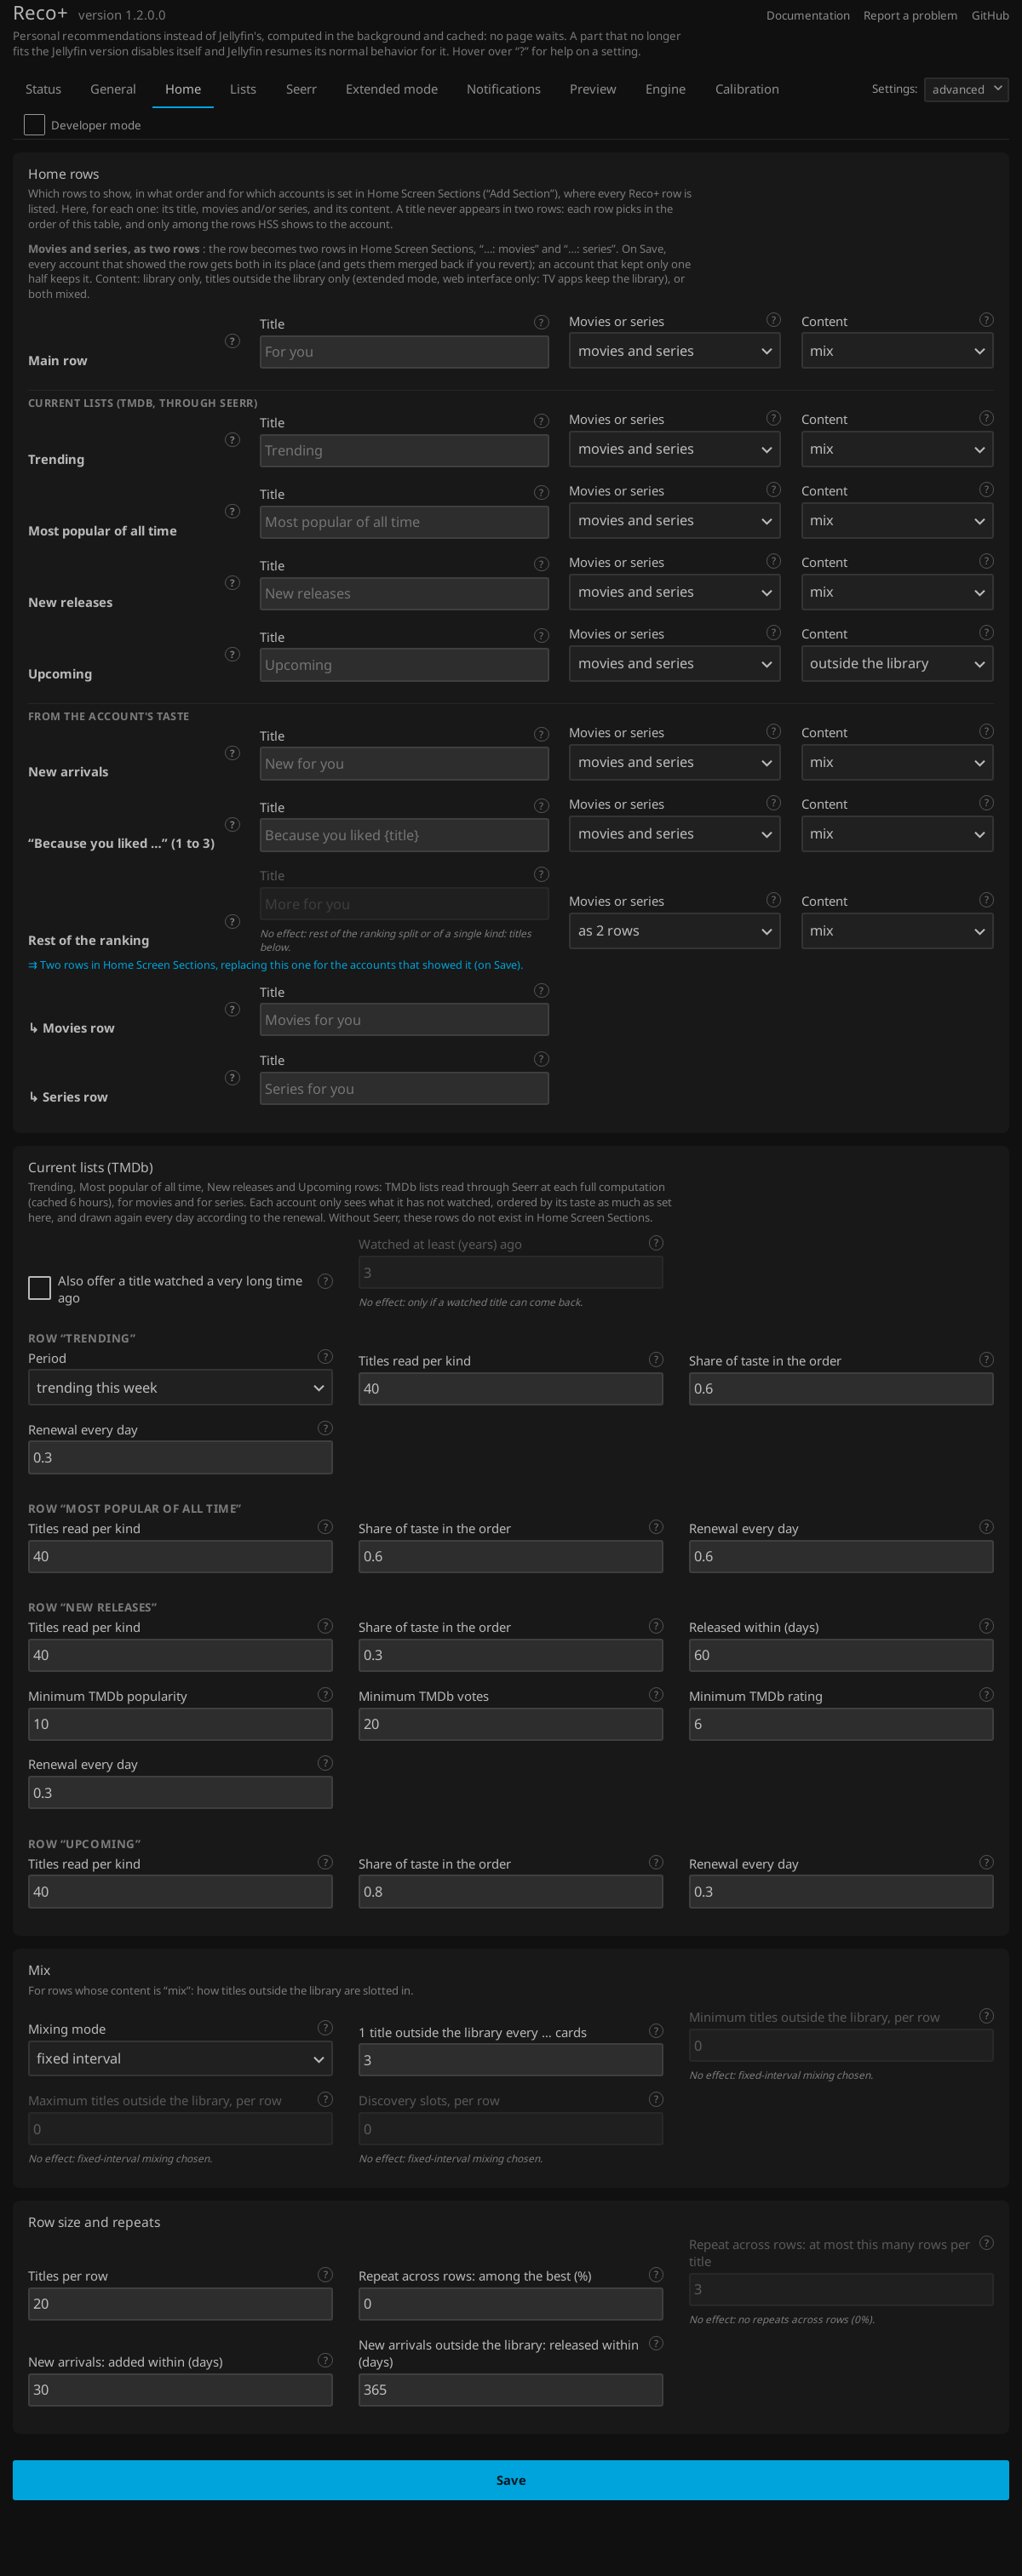 Reco+ version 1.2.0.0
Documentation Report a problem GitHub
Personal recommendations instead of Jellyfin's, computed in the background and cached: no page waits. A part that no longer
fits the Jellyfin version disables itself and Jellyfin resumes its normal behavior for it. Hover over “?” for help on a setting.
Status General Home Lists Seerr Extended mode Notifications Preview Engine Calibration Settings: advanced
Developer mode
Home rows
Which rows to show, in what order and for which accounts is set in Home Screen Sections (“Add Section”), where every Reco+ row is
listed. Here, for each one: its title, movies and/or series, and its content. A title never appears in two rows: each row picks in the
order of this table, and only among the rows HSS shows to the account.
Movies and series, as two rows : the row becomes two rows in Home Screen Sections, “…: movies” and “…: series”. On Save,
every account that showed the row gets both in its place (and gets them merged back if you revert); an account that kept only one
half keeps it. Content: library only, titles outside the library only (extended mode, web interface only: TV apps keep the library), or
both mixed.
Main row ?
Title ?
For you
Movies or series ?
movies and series
Content ?
mix
CURRENT LISTS (TMDB, THROUGH SEERR)
Trending ?
Title ?
Trending
Movies or series ?
movies and series
Content ?
mix
Most popular of all time ?
Title ?
Most popular of all time
Movies or series ?
movies and series
Content ?
mix
New releases ?
Title ?
New releases
Movies or series ?
movies and series
Content ?
mix
Upcoming ?
Title ?
Upcoming
Movies or series ?
movies and series
Content ?
outside the library
FROM THE ACCOUNT'S TASTE
New arrivals ?
Title ?
New for you
Movies or series ?
movies and series
Content ?
mix
“Because you liked …” (1 to 3) ?
Title ?
Because you liked {title}
Movies or series ?
movies and series
Content ?
mix
Rest of the ranking ?
Title ?
More for you
No effect: rest of the ranking split or of a single kind: titles
below.
Movies or series ?
as 2 rows
Content ?
mix
⇉ Two rows in Home Screen Sections, replacing this one for the accounts that showed it (on Save).
↳ Movies row ?
Title ?
Movies for you
↳ Series row ?
Title ?
Series for you
Current lists (TMDb)
Trending, Most popular of all time, New releases and Upcoming rows: TMDb lists read through Seerr at each full computation
(cached 6 hours), for movies and for series. Each account only sees what it has not watched, ordered by its taste as much as set
here, and drawn again every day according to the renewal. Without Seerr, these rows do not exist in Home Screen Sections.
Also offer a title watched a very long time ?
ago
Watched at least (years) ago ?
3
No effect: only if a watched title can come back.
ROW “TRENDING”
Period ?
trending this week
Titles read per kind ?
40
Share of taste in the order ?
0.6
Renewal every day ?
0.3
ROW “MOST POPULAR OF ALL TIME”
Titles read per kind ?
40
Share of taste in the order ?
0.6
Renewal every day ?
0.6
ROW “NEW RELEASES”
Titles read per kind ?
40
Share of taste in the order ?
0.3
Released within (days) ?
60
Minimum TMDb popularity ?
10
Minimum TMDb votes ?
20
Minimum TMDb rating ?
6
Renewal every day ?
0.3
ROW “UPCOMING”
Titles read per kind ?
40
Share of taste in the order ?
0.8
Renewal every day ?
0.3
Mix
For rows whose content is “mix”: how titles outside the library are slotted in.
Mixing mode ?
fixed interval
1 title outside the library every … cards ?
3
Minimum titles outside the library, per row ?
0
No effect: fixed-interval mixing chosen.
Maximum titles outside the library, per row ?
0
No effect: fixed-interval mixing chosen.
Discovery slots, per row ?
0
No effect: fixed-interval mixing chosen.
Row size and repeats
Titles per row ?
20
Repeat across rows: among the best (%) ?
0
Repeat across rows: at most this many rows per ?
title
3
No effect: no repeats across rows (0%).
New arrivals: added within (days) ?
30
New arrivals outside the library: released within ?
(days)
365
Save